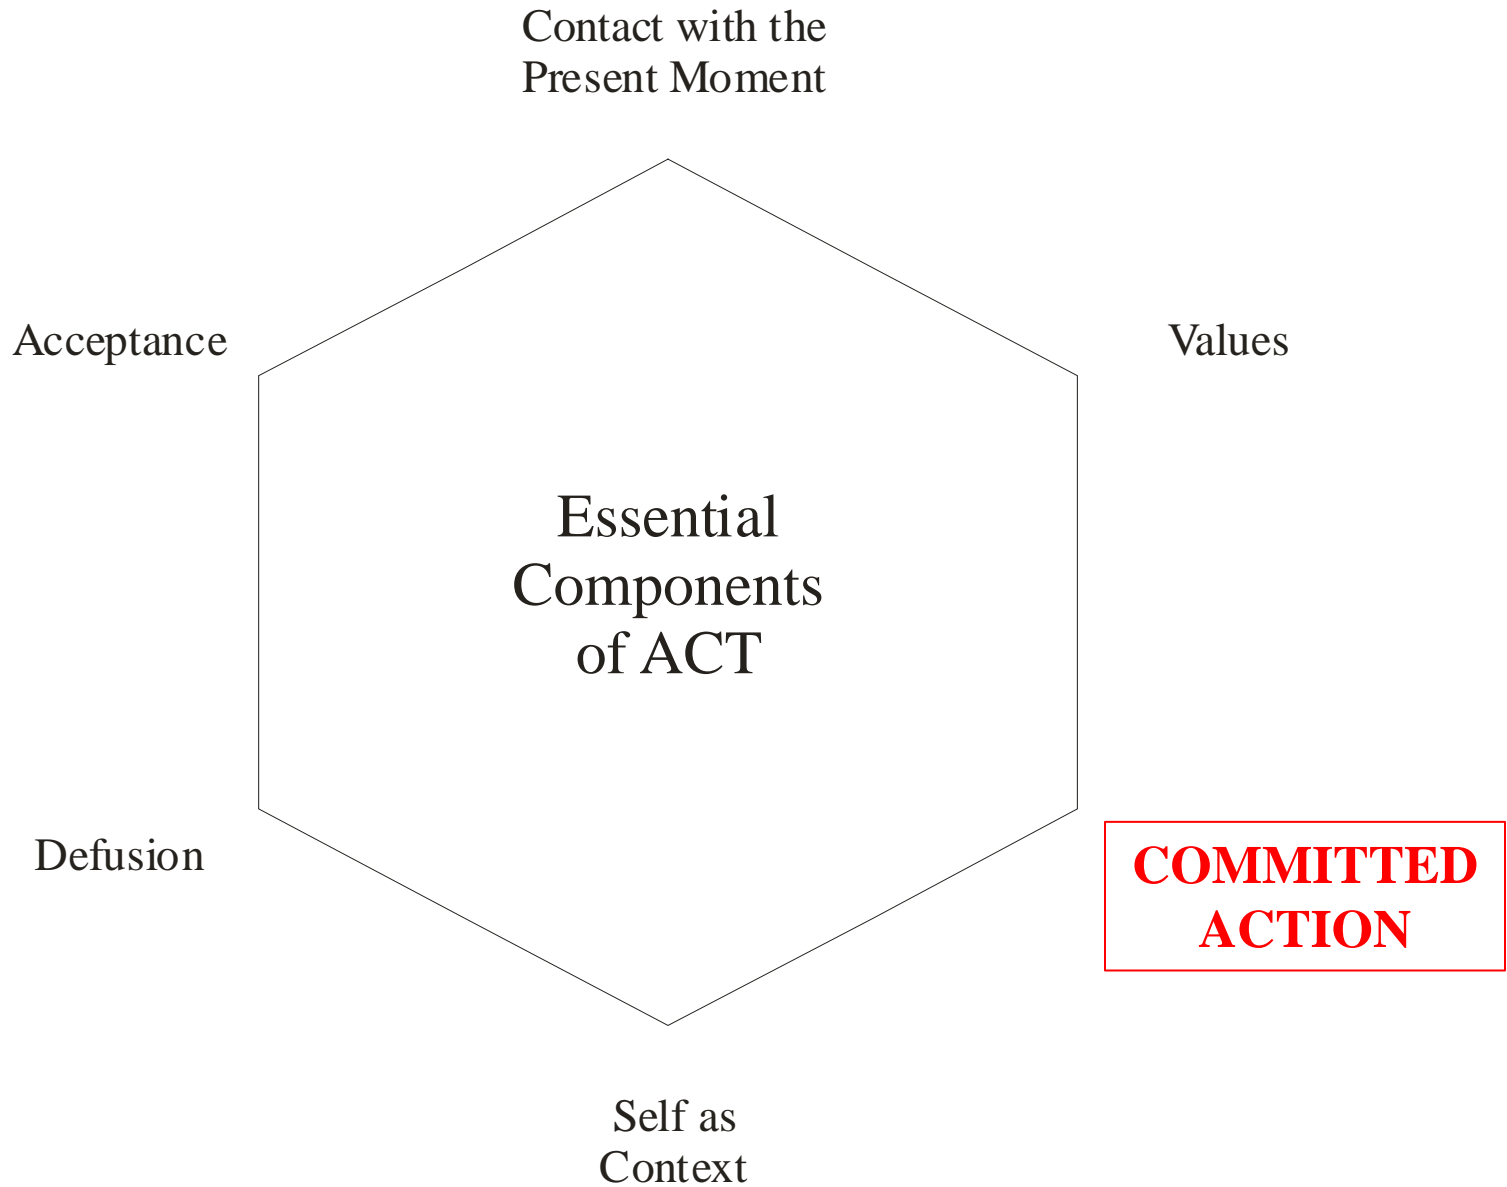 Contact with the
Present Moment
Acceptance
Values
Essential
Components
of ACT
Defusion
COMMITTED
ACTION
Self as
Context